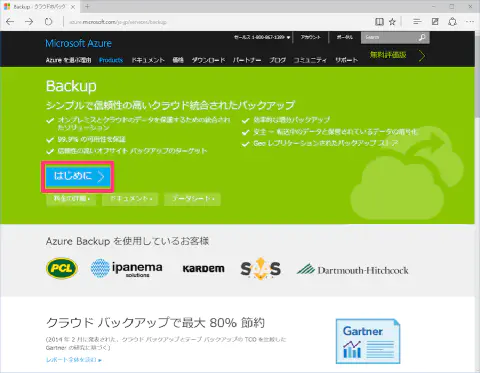 Backup - クラウドのバック
azure.microsoft.com/ja-jp/services/backup/
セールス 1-800-867-1389
アカウント
ポータル
Search
Microsoft Azure
無料評価版
Azure を選ぶ理由 Products ドキュメント 価格 ダウンロード パートナー ブログ コミュニティ サポート
Backup
シンプルで信頼性の高いクラウド統合されたバックアップ
オンプレミスとクラウドのデータを保護するための統合されたソリューション
99.9% の可用性を保証
信頼性の高いオフサイト バックアップのターゲット
効率的な増分バックアップ
安全 – 転送中のデータと保管されているデータの暗号化
Geo レプリケーションされたバックアップ ストア
はじめに
料金の詳細
ドキュメント
データシート
Azure Backup を使用しているお客様
PCL
ipanema
solutions
KARDEM
SAAS
Dartmouth-Hitchcock
クラウド バックアップで最大 80% 節約
(2014 年 2 月に発表された、クラウド バックアップとテープ バックアップの TCO を比較した
Gartner の研究に基づく)
レポート全体を読む
Gartner